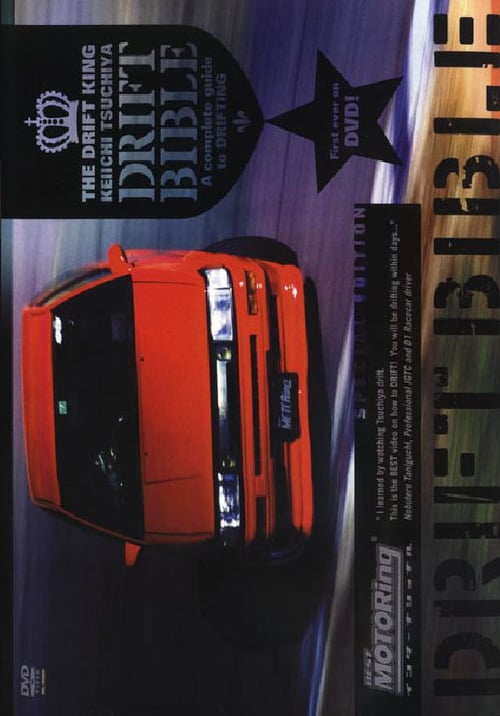 THE DRIFT KING
KEIICHI TSUCHIYA
DRIFT
BIBLE
A complete guide
to DRIFTING
First ever on
DVD!
SPECIAL EDITION
"I learned by watching Tsuchiya drift.
This is the BEST video on how to DRIFT! You will be drifting within days..."
Nobuteru Taniguchi, Professional JGTC and D1 Racecar driver
BEST
MOTORing
DRIFT BIBLE
DVD
VIDEO